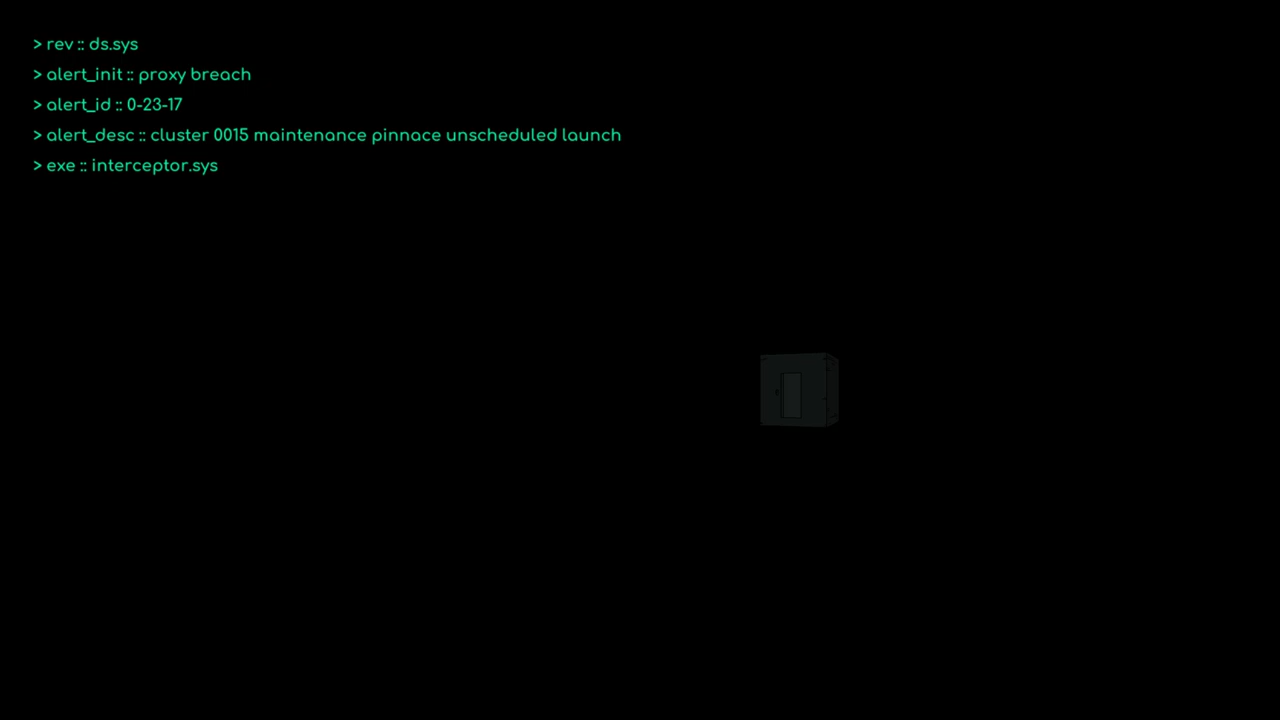 > rev :: ds.sys
> alert_init :: proxy breach
> alert_id :: 0-23-17
> alert_desc :: cluster 0015 maintenance pinnace unscheduled launch
> exe :: interceptor.sys